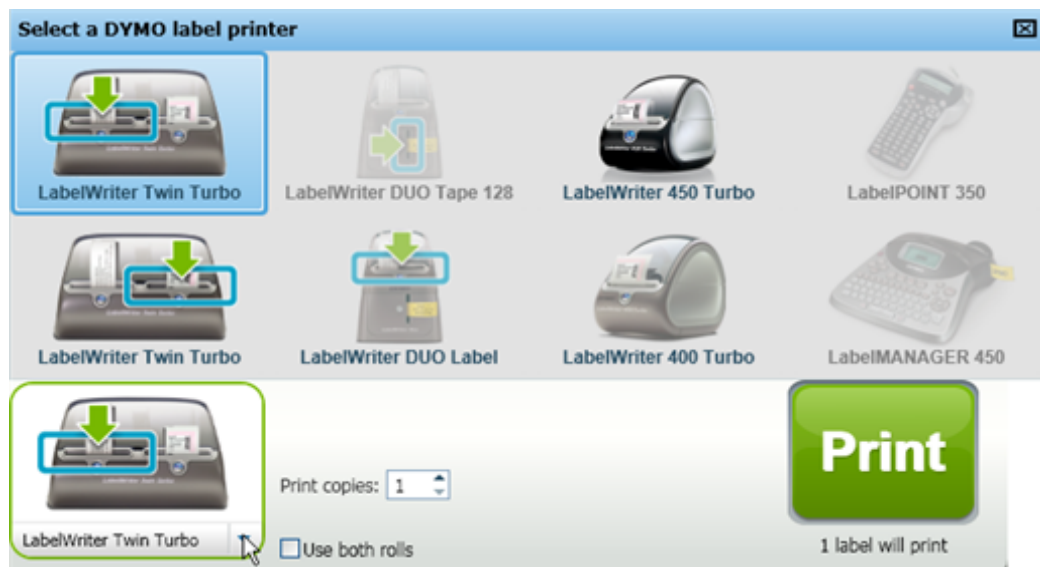 Select a DYMO label printer
LabelWriter Twin Turbo
LabelWriter DUO Tape 128
LabelWriter 450 Turbo
LabelPOINT 350
LabelWriter Twin Turbo
LabelWriter DUO Label
LabelWriter 400 Turbo
LabelMANAGER 450
LabelWriter Twin Turbo
Print copies: 1
Use both rolls
Print
1 label will print